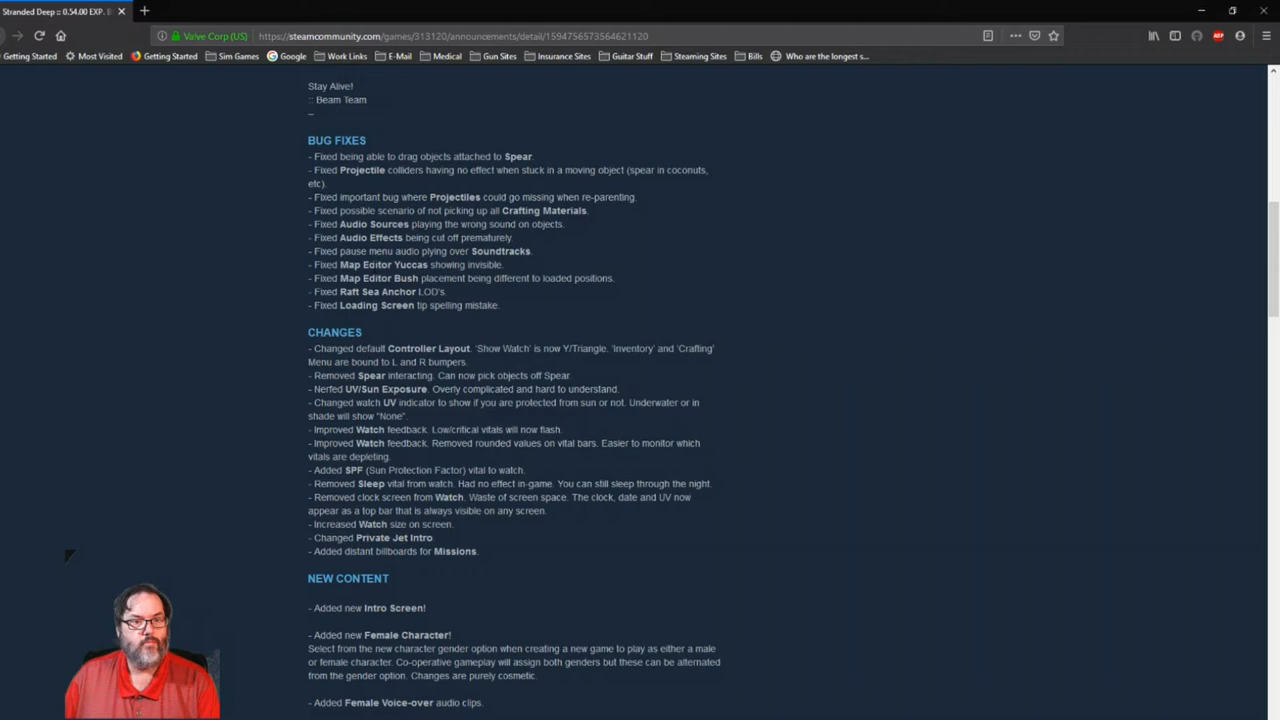 Stranded Deep :: 0.54.00 EXP.
Valve Corp (US)
https://steamcommunity.com/games/313120/announcements/detail/1594756573564621120
Getting Started
Most Visited
Getting Started
Sim Games
Google
Work Links
E-Mail
Medical
Gun Sites
Insurance Sites
Guitar Stuff
Steaming Sites
Bills
Who are the longest s...
Stay Alive!
:: Beam Team
–
BUG FIXES
- Fixed being able to drag objects attached to Spear.
- Fixed Projectile colliders having no effect when stuck in a moving object (spear in coconuts,
etc).
- Fixed important bug where Projectiles could go missing when re-parenting.
- Fixed possible scenario of not picking up all Crafting Materials.
- Fixed Audio Sources playing the wrong sound on objects.
- Fixed Audio Effects being cut off prematurely.
- Fixed pause menu audio plying over Soundtracks.
- Fixed Map Editor Yuccas showing invisible.
- Fixed Map Editor Bush placement being different to loaded positions.
- Fixed Raft Sea Anchor LOD's.
- Fixed Loading Screen tip spelling mistake.
CHANGES
- Changed default Controller Layout. 'Show Watch' is now Y/Triangle. 'Inventory' and 'Crafting'
Menu are bound to L and R bumpers.
- Removed Spear interacting. Can now pick objects off Spear.
- Nerfed UV/Sun Exposure. Overly complicated and hard to understand.
- Changed watch UV indicator to show if you are protected from sun or not. Underwater or in
shade will show "None".
- Improved Watch feedback. Low/critical vitals will now flash.
- Improved Watch feedback. Removed rounded values on vital bars. Easier to monitor which
vitals are depleting.
- Added SPF (Sun Protection Factor) vital to watch.
- Removed Sleep vital from watch. Had no effect in-game. You can still sleep through the night.
- Removed clock screen from Watch. Waste of screen space. The clock, date and UV now
appear as a top bar that is always visible on any screen.
- Increased Watch size on screen.
- Changed Private Jet Intro.
- Added distant billboards for Missions.
NEW CONTENT
- Added new Intro Screen!
- Added new Female Character!
Select from the new character gender option when creating a new game to play as either a male
or female character. Co-operative gameplay will assign both genders but these can be alternated
from the gender option. Changes are purely cosmetic.
- Added Female Voice-over audio clips.